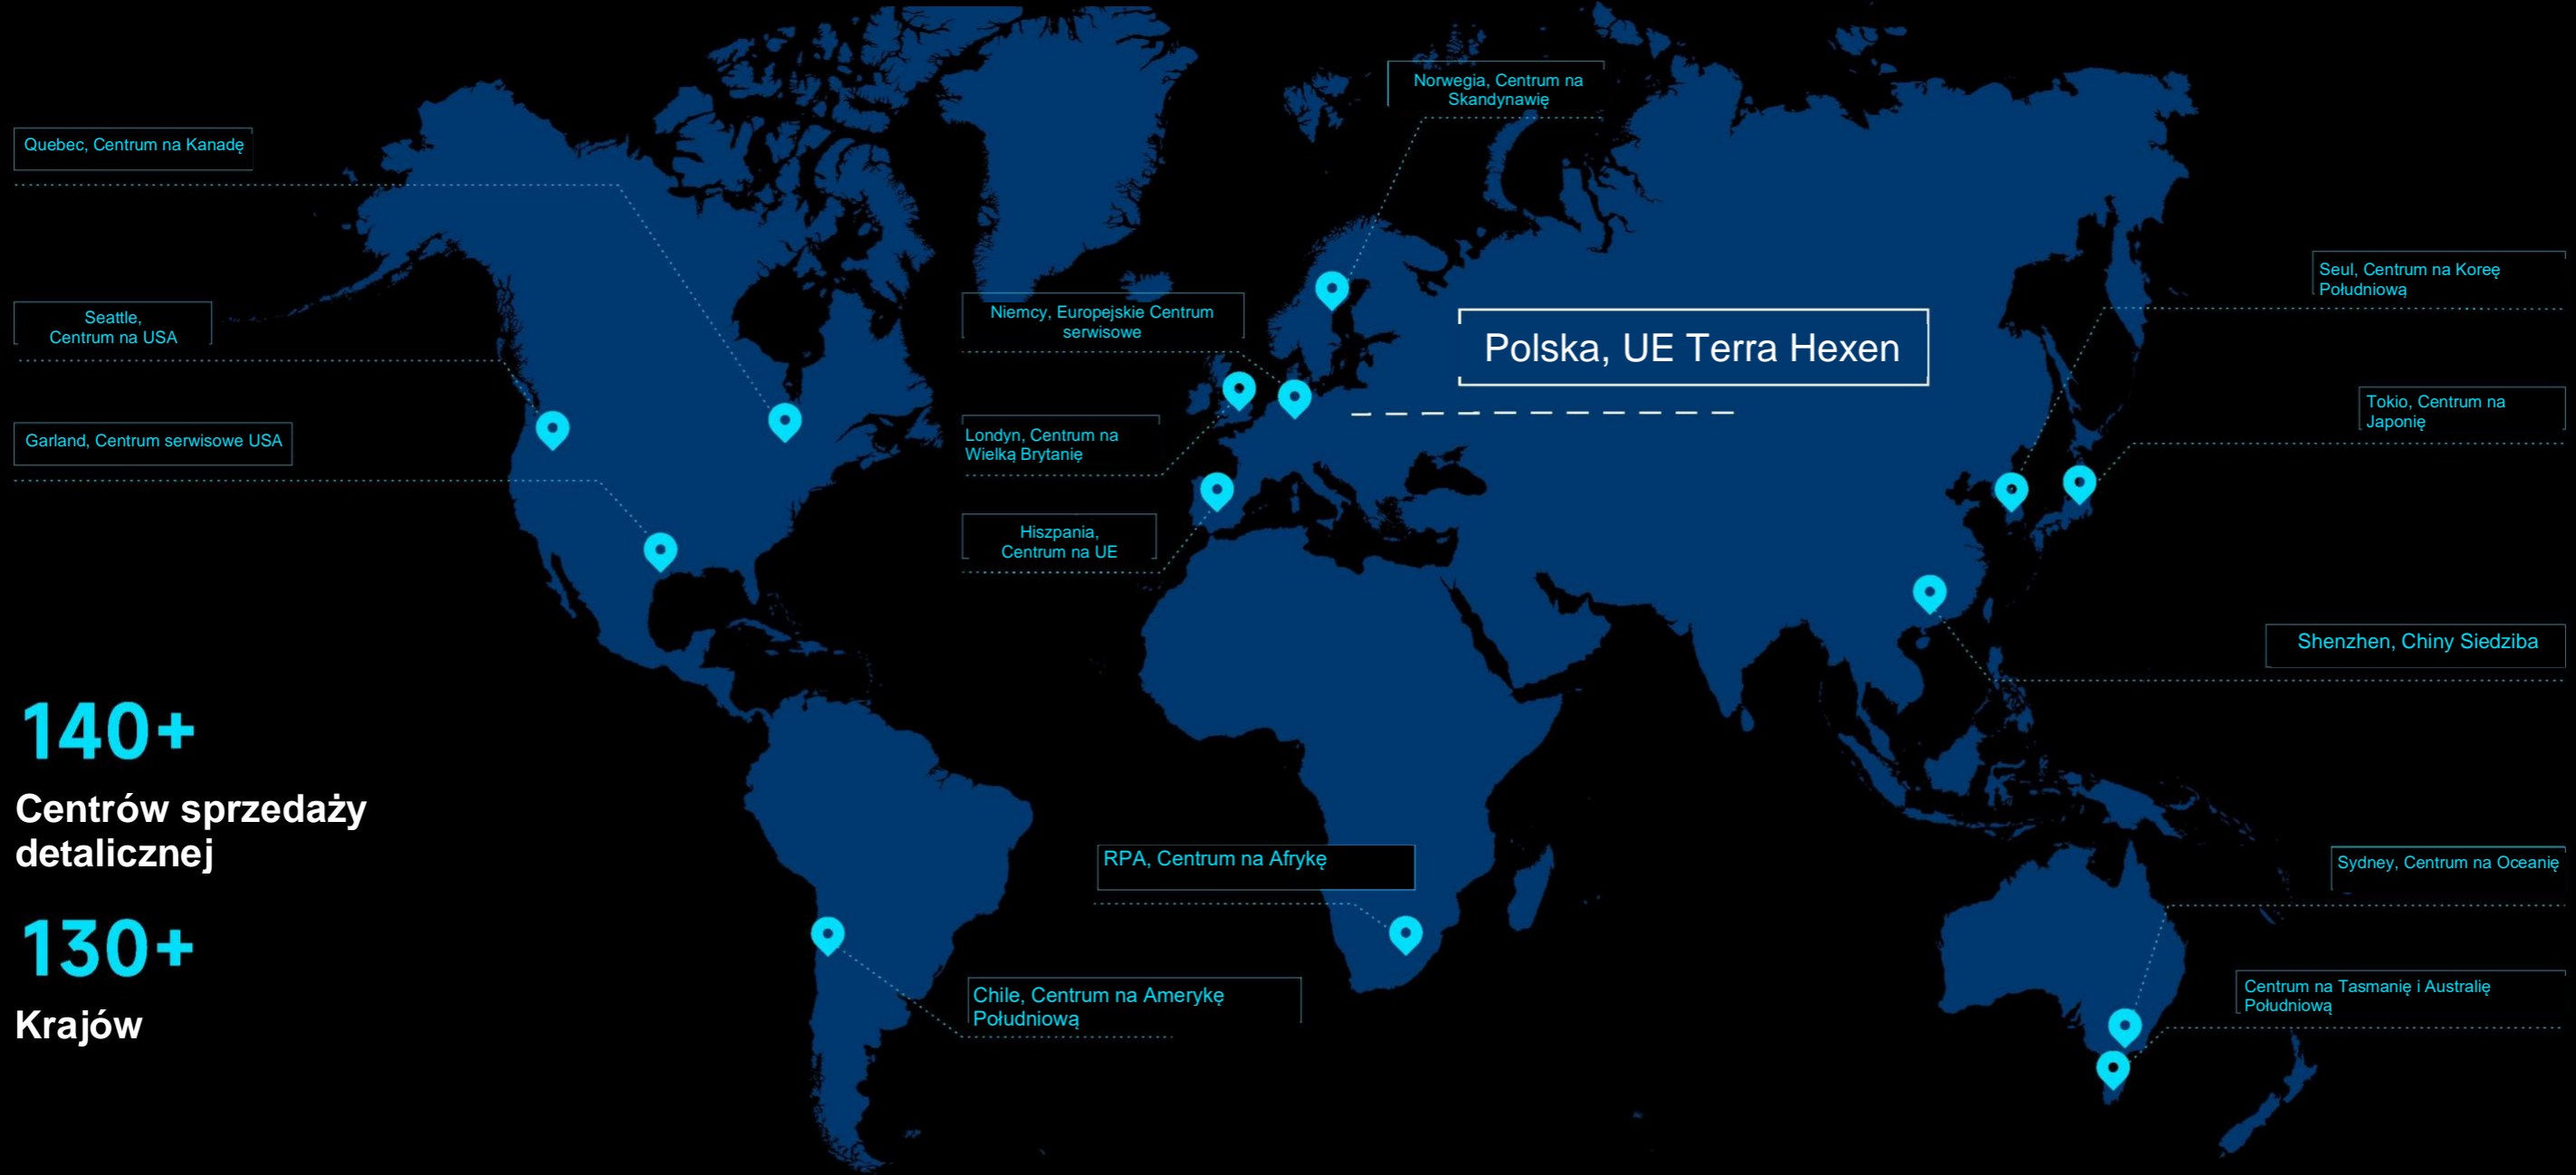 Norwegia, Centrum na
Skandynawię
Quebec, Centrum na Kanadę
Seul, Centrum na Koreę
Południową
Seattle,
Centrum na USA
Niemcy, Europejskie Centrum
serwisowe
Polska, UE Terra Hexen
Tokio, Centrum na
Japonię
Garland, Centrum serwisowe USA
Londyn, Centrum na
Wielką Brytanię
Hiszpania,
Centrum na UE
Shenzhen, Chiny Siedziba
140+
Centrów sprzedaży
detalicznej
RPA, Centrum na Afrykę
Sydney, Centrum na Oceanię
130+
Krajów
Chile, Centrum na Amerykę
Południową
Centrum na Tasmanię i Australię
Południową